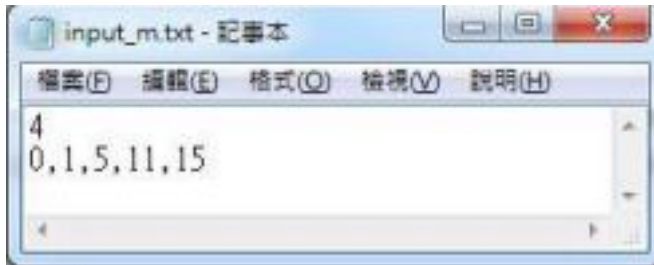 input_m.txt - 記事本
檔案(F) 編輯(E) 格式(O) 檢視(V) 說明(H)
4
0,1,5,11,15